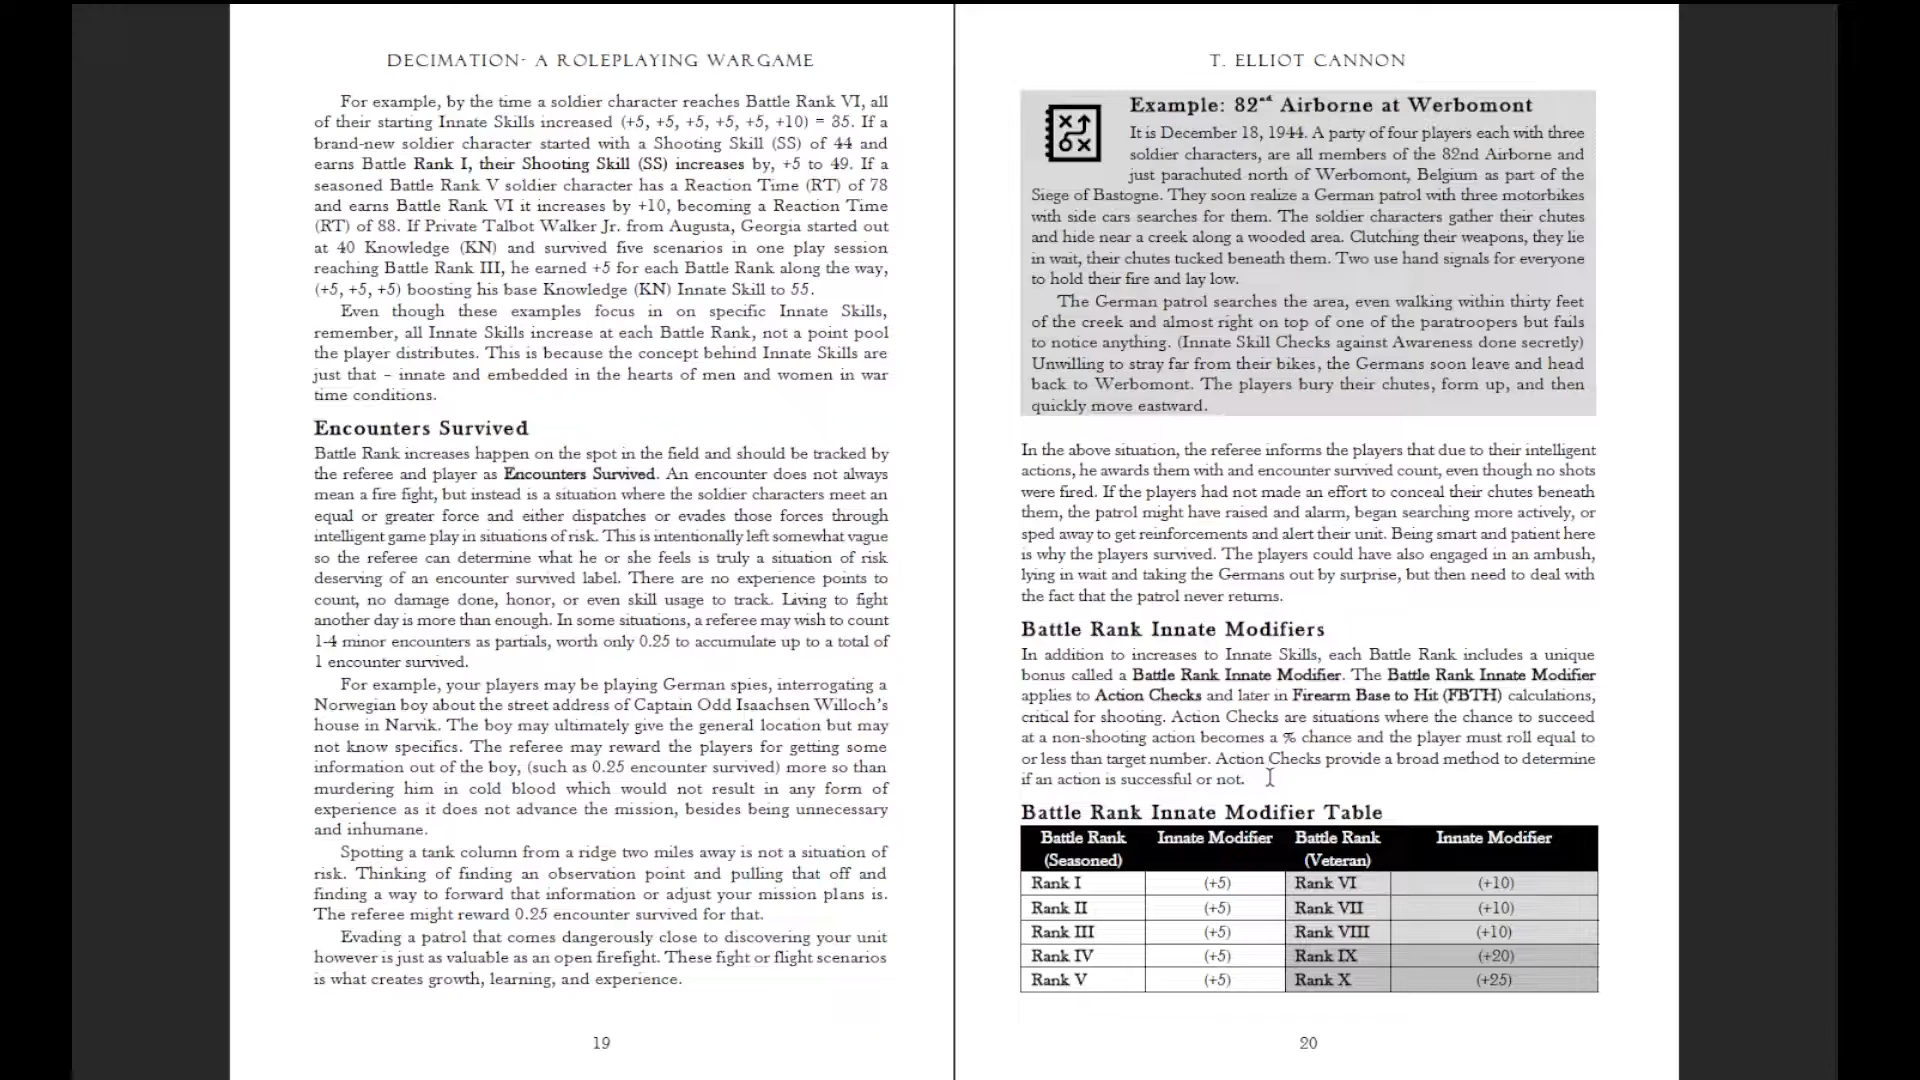 DECIMATION- A ROLEPLAYING WARGAME
For example, by the time a soldier character reaches Battle Rank VI, all
of their starting Innate Skills increased (+5, +5, +5, +5, +5, +10) = 35. If a
brand-new soldier character started with a Shooting Skill (SS) of 44 and
earns Battle Rank I, their Shooting Skill (SS) increases by, +5 to 49. If a
seasoned Battle Rank V soldier character has a Reaction Time (RT) of 78
and earns Battle Rank VI it increases by +10, becoming a Reaction Time
(RT) of 88. If Private Talbot Walker Jr. from Augusta, Georgia started out
at 40 Knowledge (KN) and survived five scenarios in one play session
reaching Battle Rank III, he earned +5 for each Battle Rank along the way,
(+5, +5, +5) boosting his base Knowledge (KN) Innate Skill to 55.
Even though these examples focus in on specific Innate Skills,
remember, all Innate Skills increase at each Battle Rank, not a point pool
the player distributes. This is because the concept behind Innate Skills are
just that – innate and embedded in the hearts of men and women in war
time conditions.
Encounters Survived
Battle Rank increases happen on the spot in the field and should be tracked by
the referee and player as Encounters Survived. An encounter does not always
mean a fire fight, but instead is a situation where the soldier characters meet an
equal or greater force and either dispatches or evades those forces through
intelligent game play in situations of risk. This is intentionally left somewhat vague
so the referee can determine what he or she feels is truly a situation of risk
deserving of an encounter survived label. There are no experience points to
count, no damage done, honor, or even skill usage to track. Living to fight
another day is more than enough. In some situations, a referee may wish to count
1-4 minor encounters as partials, worth only 0.25 to accumulate up to a total of
1 encounter survived.
For example, your players may be playing German spies, interrogating a
Norwegian boy about the street address of Captain Odd Isaachsen Willoch's
house in Narvik. The boy may ultimately give the general location but may
not know specifics. The referee may reward the players for getting some
information out of the boy, (such as 0.25 encounter survived) more so than
murdering him in cold blood which would not result in any form of
experience as it does not advance the mission, besides being unnecessary
and inhumane.
Spotting a tank column from a ridge two miles away is not a situation of
risk. Thinking of finding an observation point and pulling that off and
finding a way to forward that information or adjust your mission plans is.
The referee might reward 0.25 encounter survived for that.
Evading a patrol that comes dangerously close to discovering your unit
however is just as valuable as an open firefight. These fight or flight scenarios
is what creates growth, learning, and experience.
19
T. ELLIOT CANNON
Example: 82nd Airborne at Werbomont
It is December 18, 1944. A party of four players each with three
soldier characters, are all members of the 82nd Airborne and
just parachuted north of Werbomont, Belgium as part of the
Siege of Bastogne. They soon realize a German patrol with three motorbikes
with side cars searches for them. The soldier characters gather their chutes
and hide near a creek along a wooded area. Clutching their weapons, they lie
in wait, their chutes tucked beneath them. Two use hand signals for everyone
to hold their fire and lay low.
The German patrol searches the area, even walking within thirty feet
of the creek and almost right on top of one of the paratroopers but fails
to notice anything. (Innate Skill Checks against Awareness done secretly)
Unwilling to stray far from their bikes, the Germans soon leave and head
back to Werbomont. The players bury their chutes, form up, and then
quickly move eastward.
In the above situation, the referee informs the players that due to their intelligent
actions, he awards them with and encounter survived count, even though no shots
were fired. If the players had not made an effort to conceal their chutes beneath
them, the patrol might have raised and alarm, began searching more actively, or
sped away to get reinforcements and alert their unit. Being smart and patient here
is why the players survived. The players could have also engaged in an ambush,
lying in wait and taking the Germans out by surprise, but then need to deal with
the fact that the patrol never returns.
Battle Rank Innate Modifiers
In addition to increases to Innate Skills, each Battle Rank includes a unique
bonus called a Battle Rank Innate Modifier. The Battle Rank Innate Modifier
applies to Action Checks and later in Firearm Base to Hit (FBTH) calculations,
critical for shooting. Action Checks are situations where the chance to succeed
at a non-shooting action becomes a % chance and the player must roll equal to
or less than target number. Action Checks provide a broad method to determine
if an action is successful or not.
Battle Rank Innate Modifier Table
Battle Rank (Seasoned) Innate Modifier Battle Rank (Veteran) Innate Modifier
Rank I (+5) Rank VI (+10)
Rank II (+5) Rank VII (+10)
Rank III (+5) Rank VIII (+10)
Rank IV (+5) Rank IX (+20)
Rank V (+5) Rank X (+25)
20